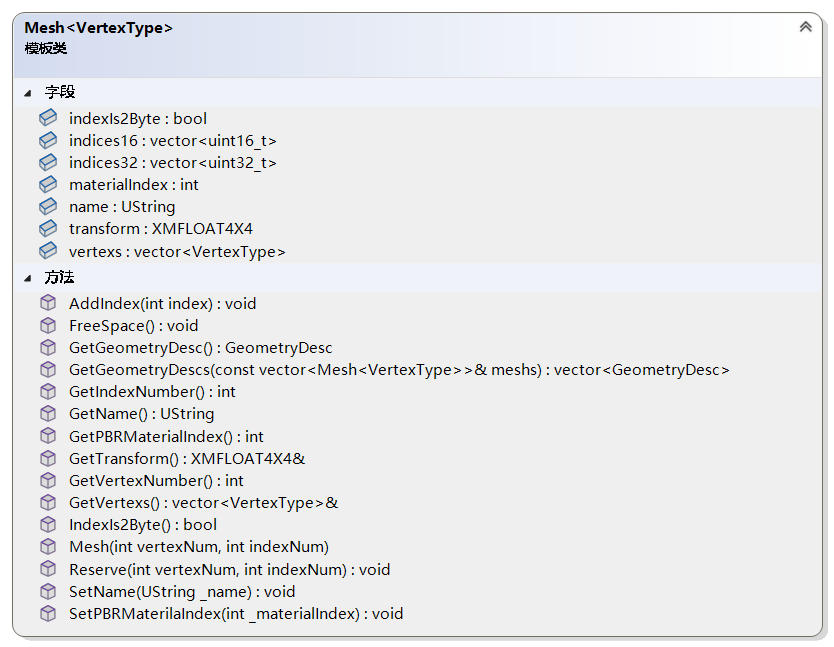 Mesh<VertexType>
模板类
字段
indexIs2Byte : bool
indices16 : vector<uint16_t>
indices32 : vector<uint32_t>
materialIndex : int
name : UString
transform : XMFLOAT4X4
vertexs : vector<VertexType>
方法
AddIndex(int index) : void
FreeSpace() : void
GetGeometryDesc() : GeometryDesc
GetGeometryDescs(const vector<Mesh<VertexType>>& meshs) : vector<GeometryDesc>
GetIndexNumber() : int
GetName() : UString
GetPBRMaterialIndex() : int
GetTransform() : XMFLOAT4X4&
GetVertexNumber() : int
GetVertexs() : vector<VertexType>&
IndexIs2Byte() : bool
Mesh(int vertexNum, int indexNum)
Reserve(int vertexNum, int indexNum) : void
SetName(UString _name) : void
SetPBRMaterilaIndex(int _materialIndex) : void